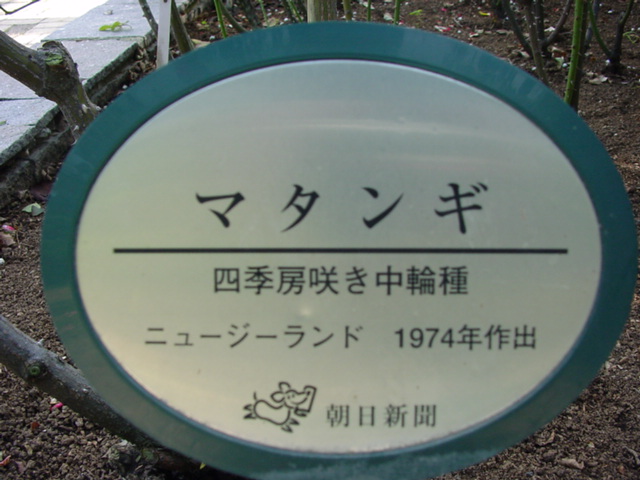 マタンギ
四季房咲き中輪種
ニュージーランド 1974年作出
朝日新聞